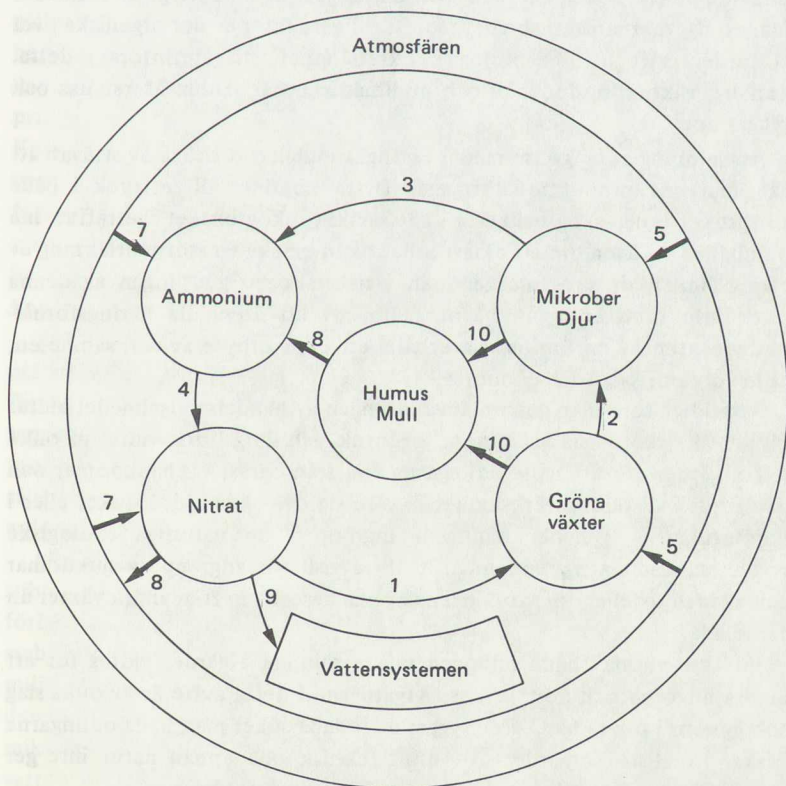 Atmosfären
3
7
5
Ammonium
Mikrober
Djur
8
10
Humus
Mull
4
2
10
Nitrat
Gröna
växter
7
5
8
1
9
Vattensystemen